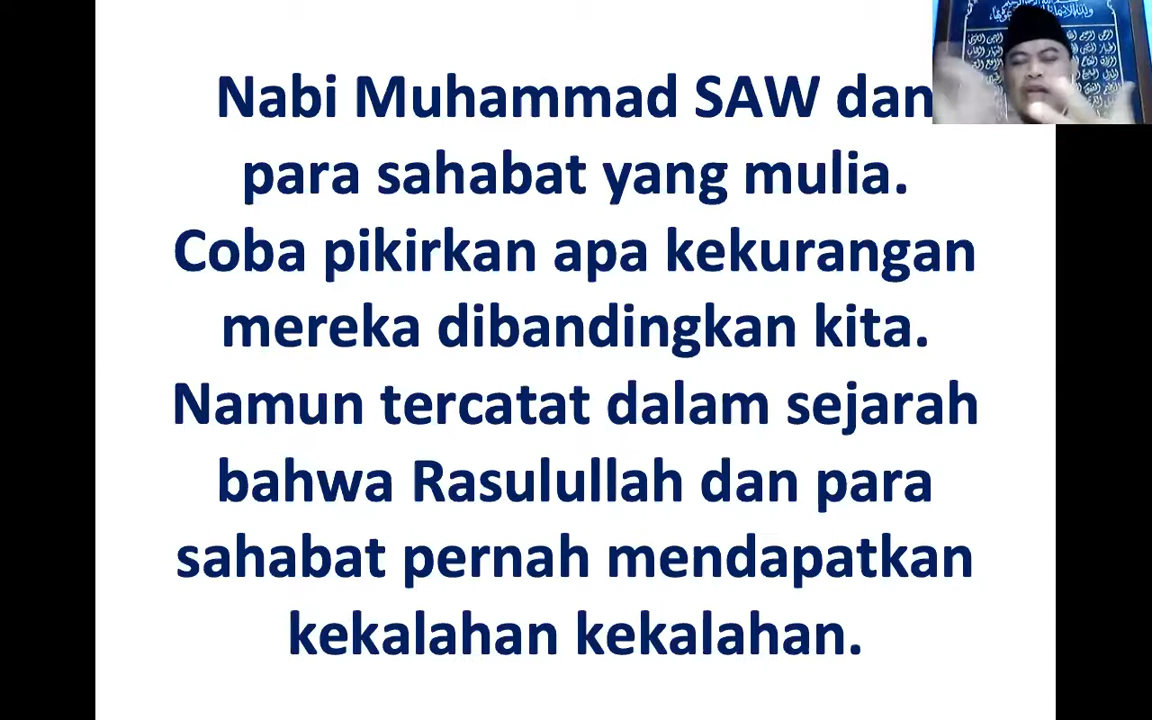 Nabi Muhammad SAW dan
para sahabat yang mulia.
Coba pikirkan apa kekurangan
mereka dibandingkan kita.
Namun tercatat dalam sejarah
bahwa Rasulullah dan para
sahabat pernah mendapatkan
kekalahan kekalahan.